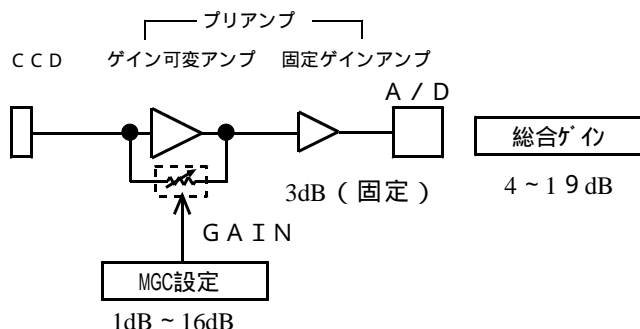 プリアンプ
ＣＣＤ　ゲイン可変アンプ　固定ゲインアンプ
Ａ／Ｄ
総合ｹﾞｲﾝ
3dB（固定）
4～1９dB
ＧＡＩＮ
MGC設定
1dB～16dB